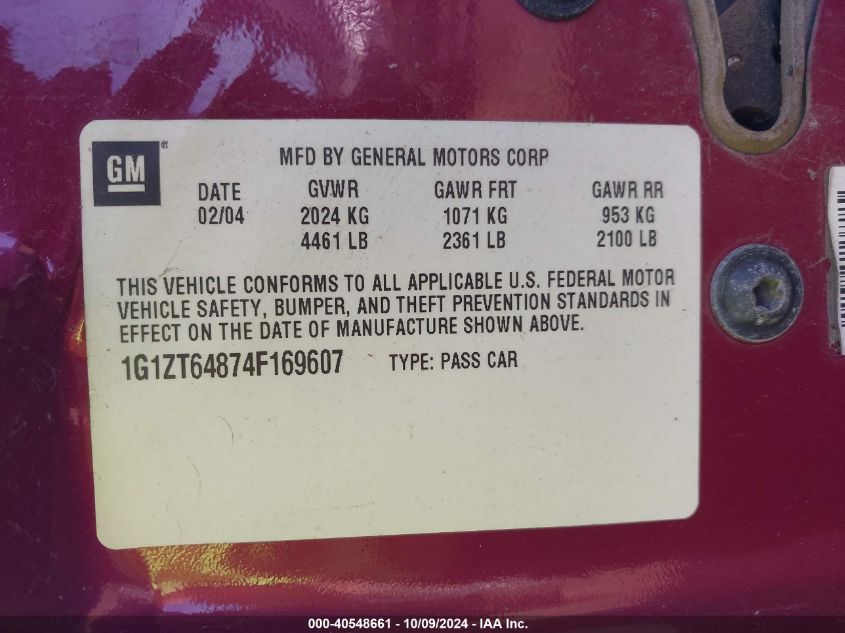 GM®
MFD BY GENERAL MOTORS CORP
DATE GVWR GAWR FRT GAWR RR
02/04 2024 KG 1071 KG 953 KG
4461 LB 2361 LB 2100 LB
THIS VEHICLE CONFORMS TO ALL APPLICABLE U.S. FEDERAL MOTOR
VEHICLE SAFETY, BUMPER, AND THEFT PREVENTION STANDARDS IN
EFFECT ON THE DATE OF MANUFACTURE SHOWN ABOVE.
1G1ZT64874F169607 TYPE: PASS CAR
000-40548661 - 10/09/2024 - IAA Inc.